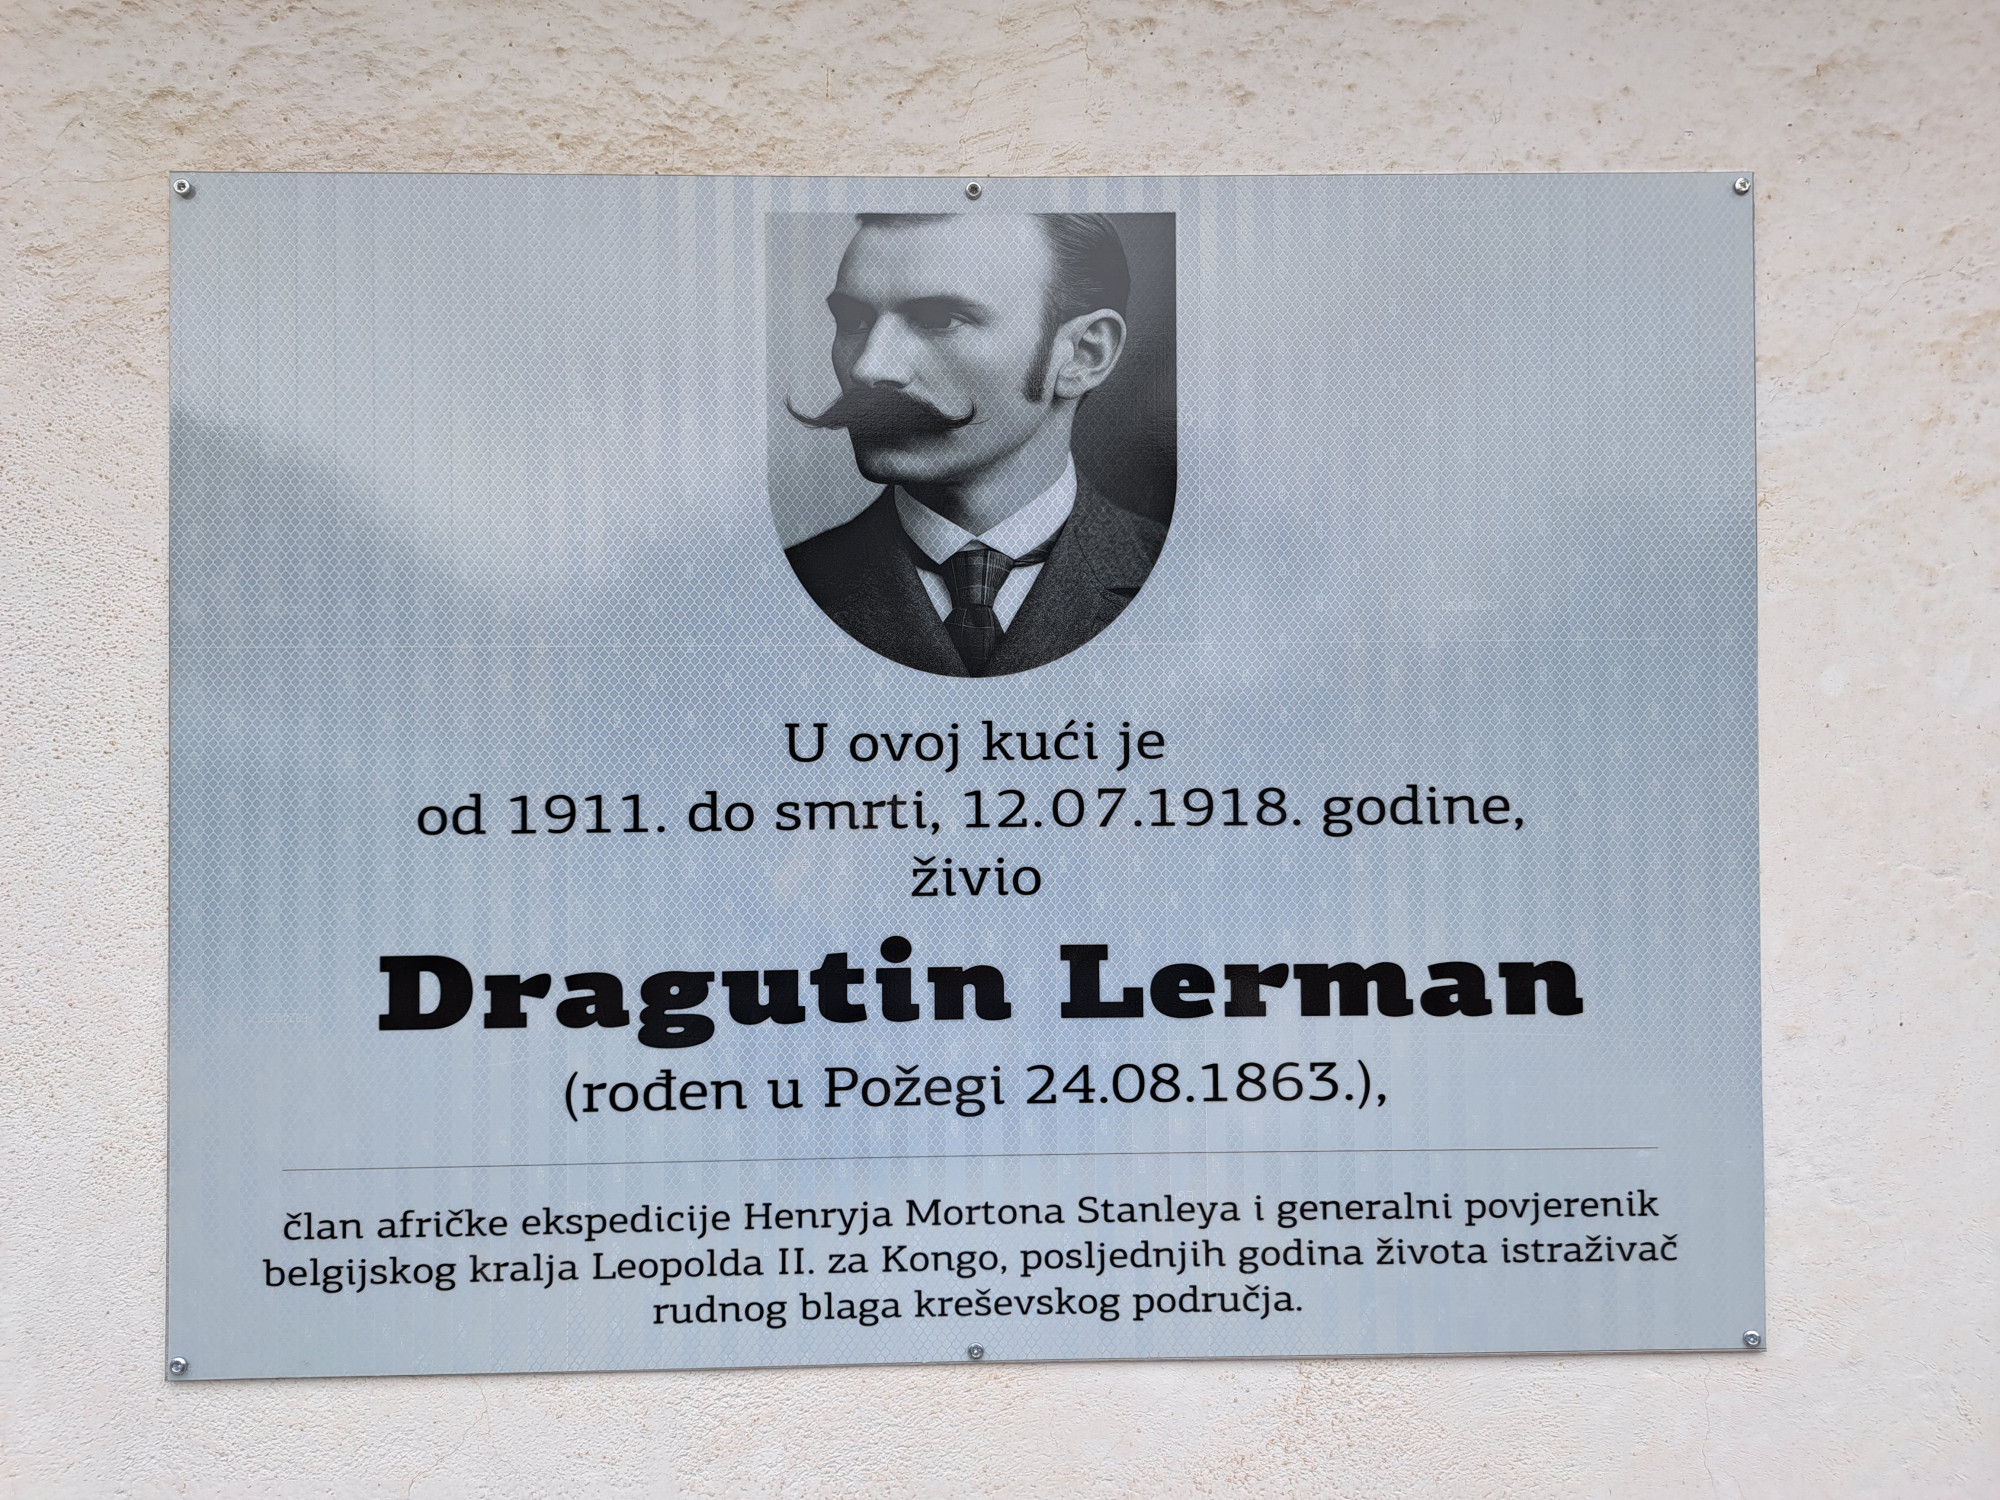 U ovoj kući je
od 1911. do smrti, 12.07.1918. godine,
živio
Dragutin Lerman
(rođen u Požegi 24.08.1863.),
član afričke ekspedicije Henryja Mortona Stanleya i generalni povjerenik
belgijskog kralja Leopolda II. za Kongo, posljednjih godina života istraživač
rudnog blaga kreševskog područja.